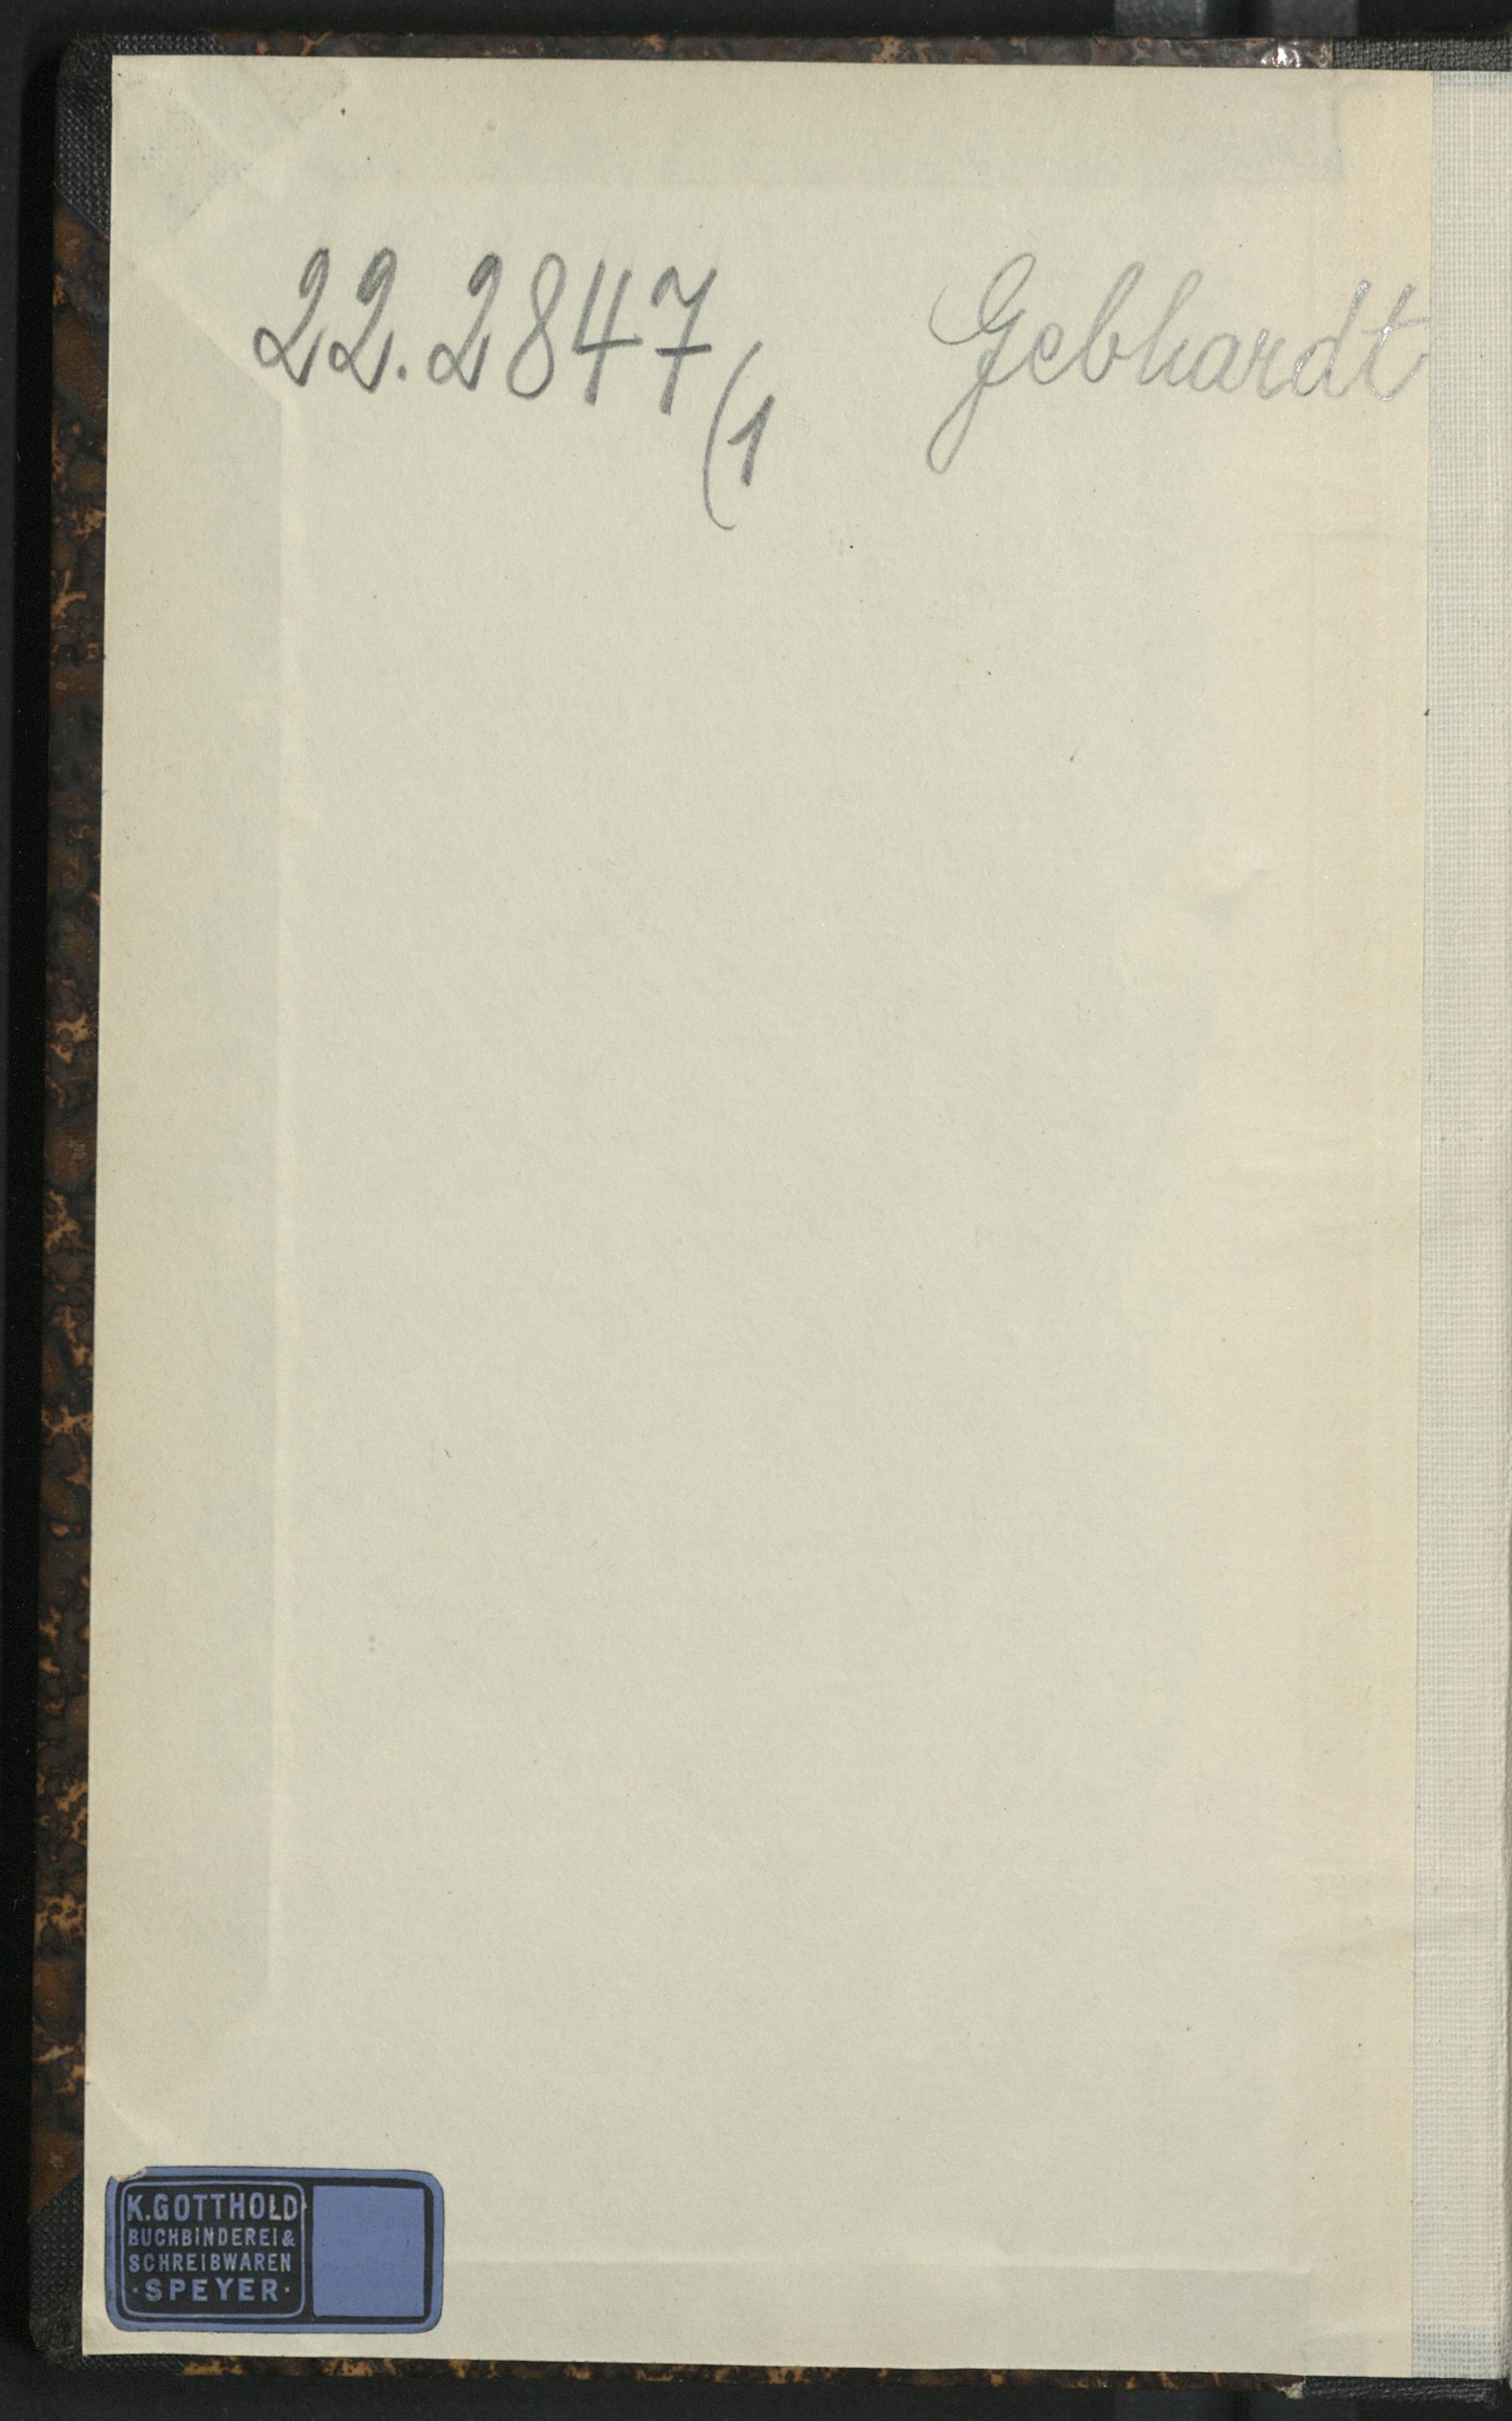 22.2847(1 Gebhardt
K.GOTTHOLD
BUCHBINDEREI&
SCHREIBWAREN
·SPEYER·